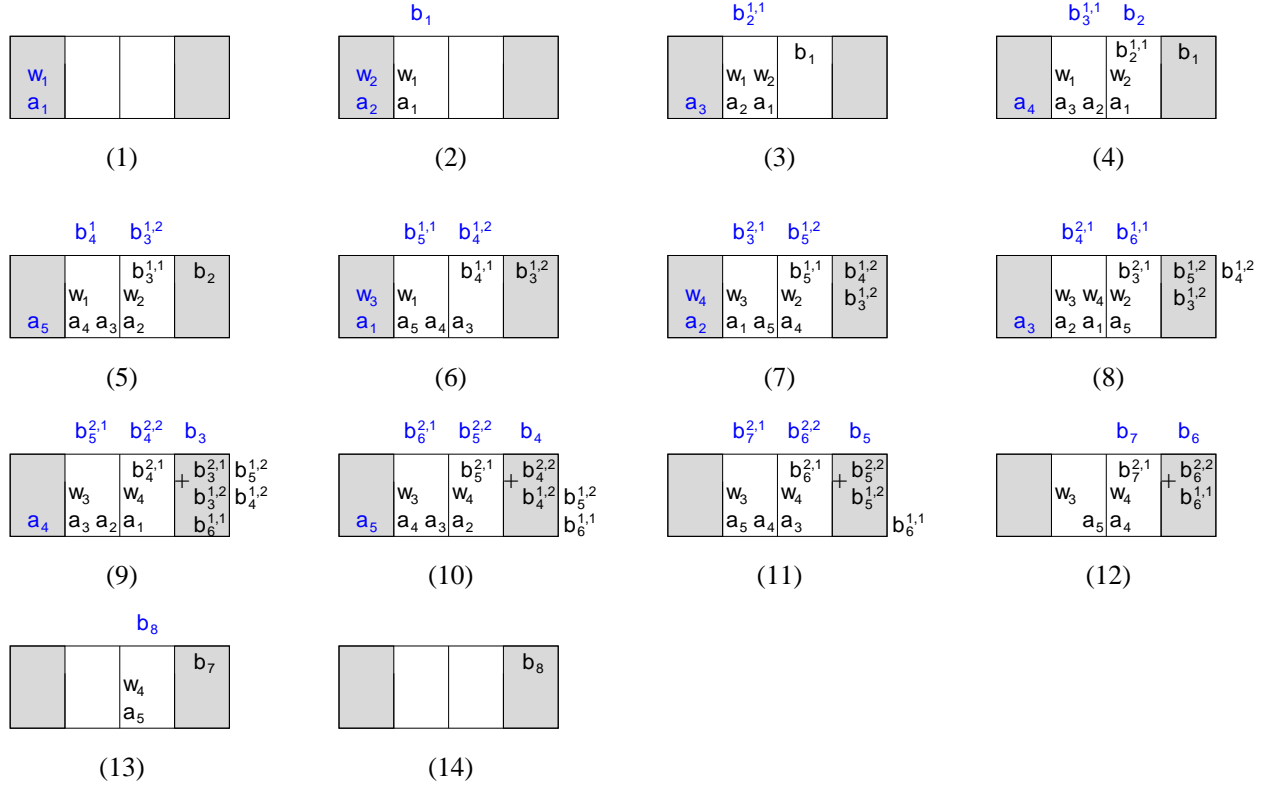 w₁
a₁
(1)
b₁
w₂ w₁
a₂ a₁
(2)
b₂^{1,1}
b₁
w₁ w₂
a₃ a₂ a₁
(3)
b₃^{1,1} b₂
b₂^{1,1} b₁
w₁ w₂
a₄ a₃ a₂ a₁
(4)
b₄^{1} b₃^{1,2}
b₃^{1,1} b₂
w₁ w₂
a₅ a₄ a₃ a₂
(5)
b₅^{1,1} b₄^{1,2}
b₄^{1,1} b₃^{1,2}
w₃ w₁
a₁ a₅ a₄ a₃
(6)
b₃^{2,1} b₅^{1,2}
b₅^{1,1} b₄^{1,2}
w₄ w₃ w₂ b₃^{1,2}
a₂ a₁ a₅ a₄
(7)
b₄^{2,1} b₆^{1,1}
b₃^{2,1} b₅^{1,2} b₄^{1,2}
w₃ w₄ w₂ b₃^{1,2}
a₃ a₂ a₁ a₅
(8)
b₅^{2,1} b₄^{2,2} b₃
b₄^{2,1} + b₃^{2,1} b₅^{1,2}
w₃ w₄ b₃^{1,2} b₄^{1,2}
a₄ a₃ a₂ a₁ b₆^{1,1}
(9)
b₆^{2,1} b₅^{2,2} b₄
b₅^{2,1} + b₄^{2,2}
w₃ w₄ b₄^{1,2} b₅^{1,2}
a₅ a₄ a₃ a₂ b₆^{1,1}
(10)
b₇^{2,1} b₆^{2,2} b₅
b₆^{2,1} + b₅^{2,2}
w₃ w₄ b₅^{1,2}
a₅ a₄ a₃ b₆^{1,1}
(11)
b₇ b₆
b₇^{2,1} + b₆^{2,2}
w₃ w₄ b₆^{1,1}
a₅ a₄
(12)
b₈
b₇
w₄
a₅
(13)
b₈
(14)